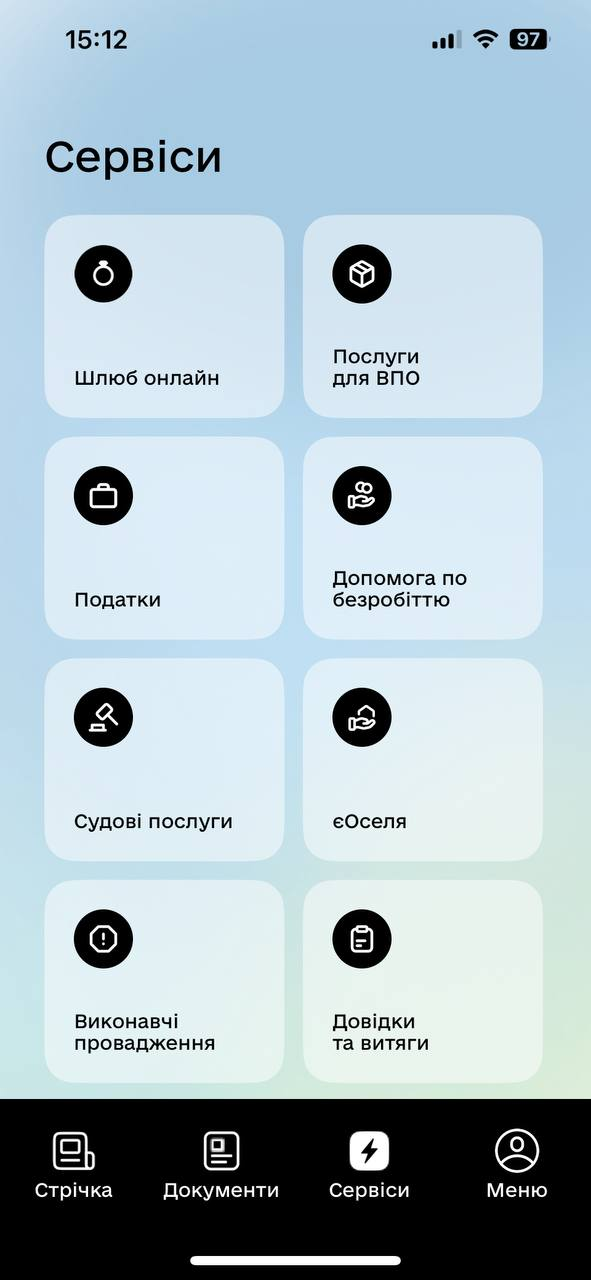 15:12
97
Сервіси
Шлюб онлайн
Послуги
для ВПО
Податки
Допомога по
безробіттю
Судові послуги
єОселя
Виконавчі
провадження
Довідки
та витяги
Стрічка
Документи
Сервіси
Меню